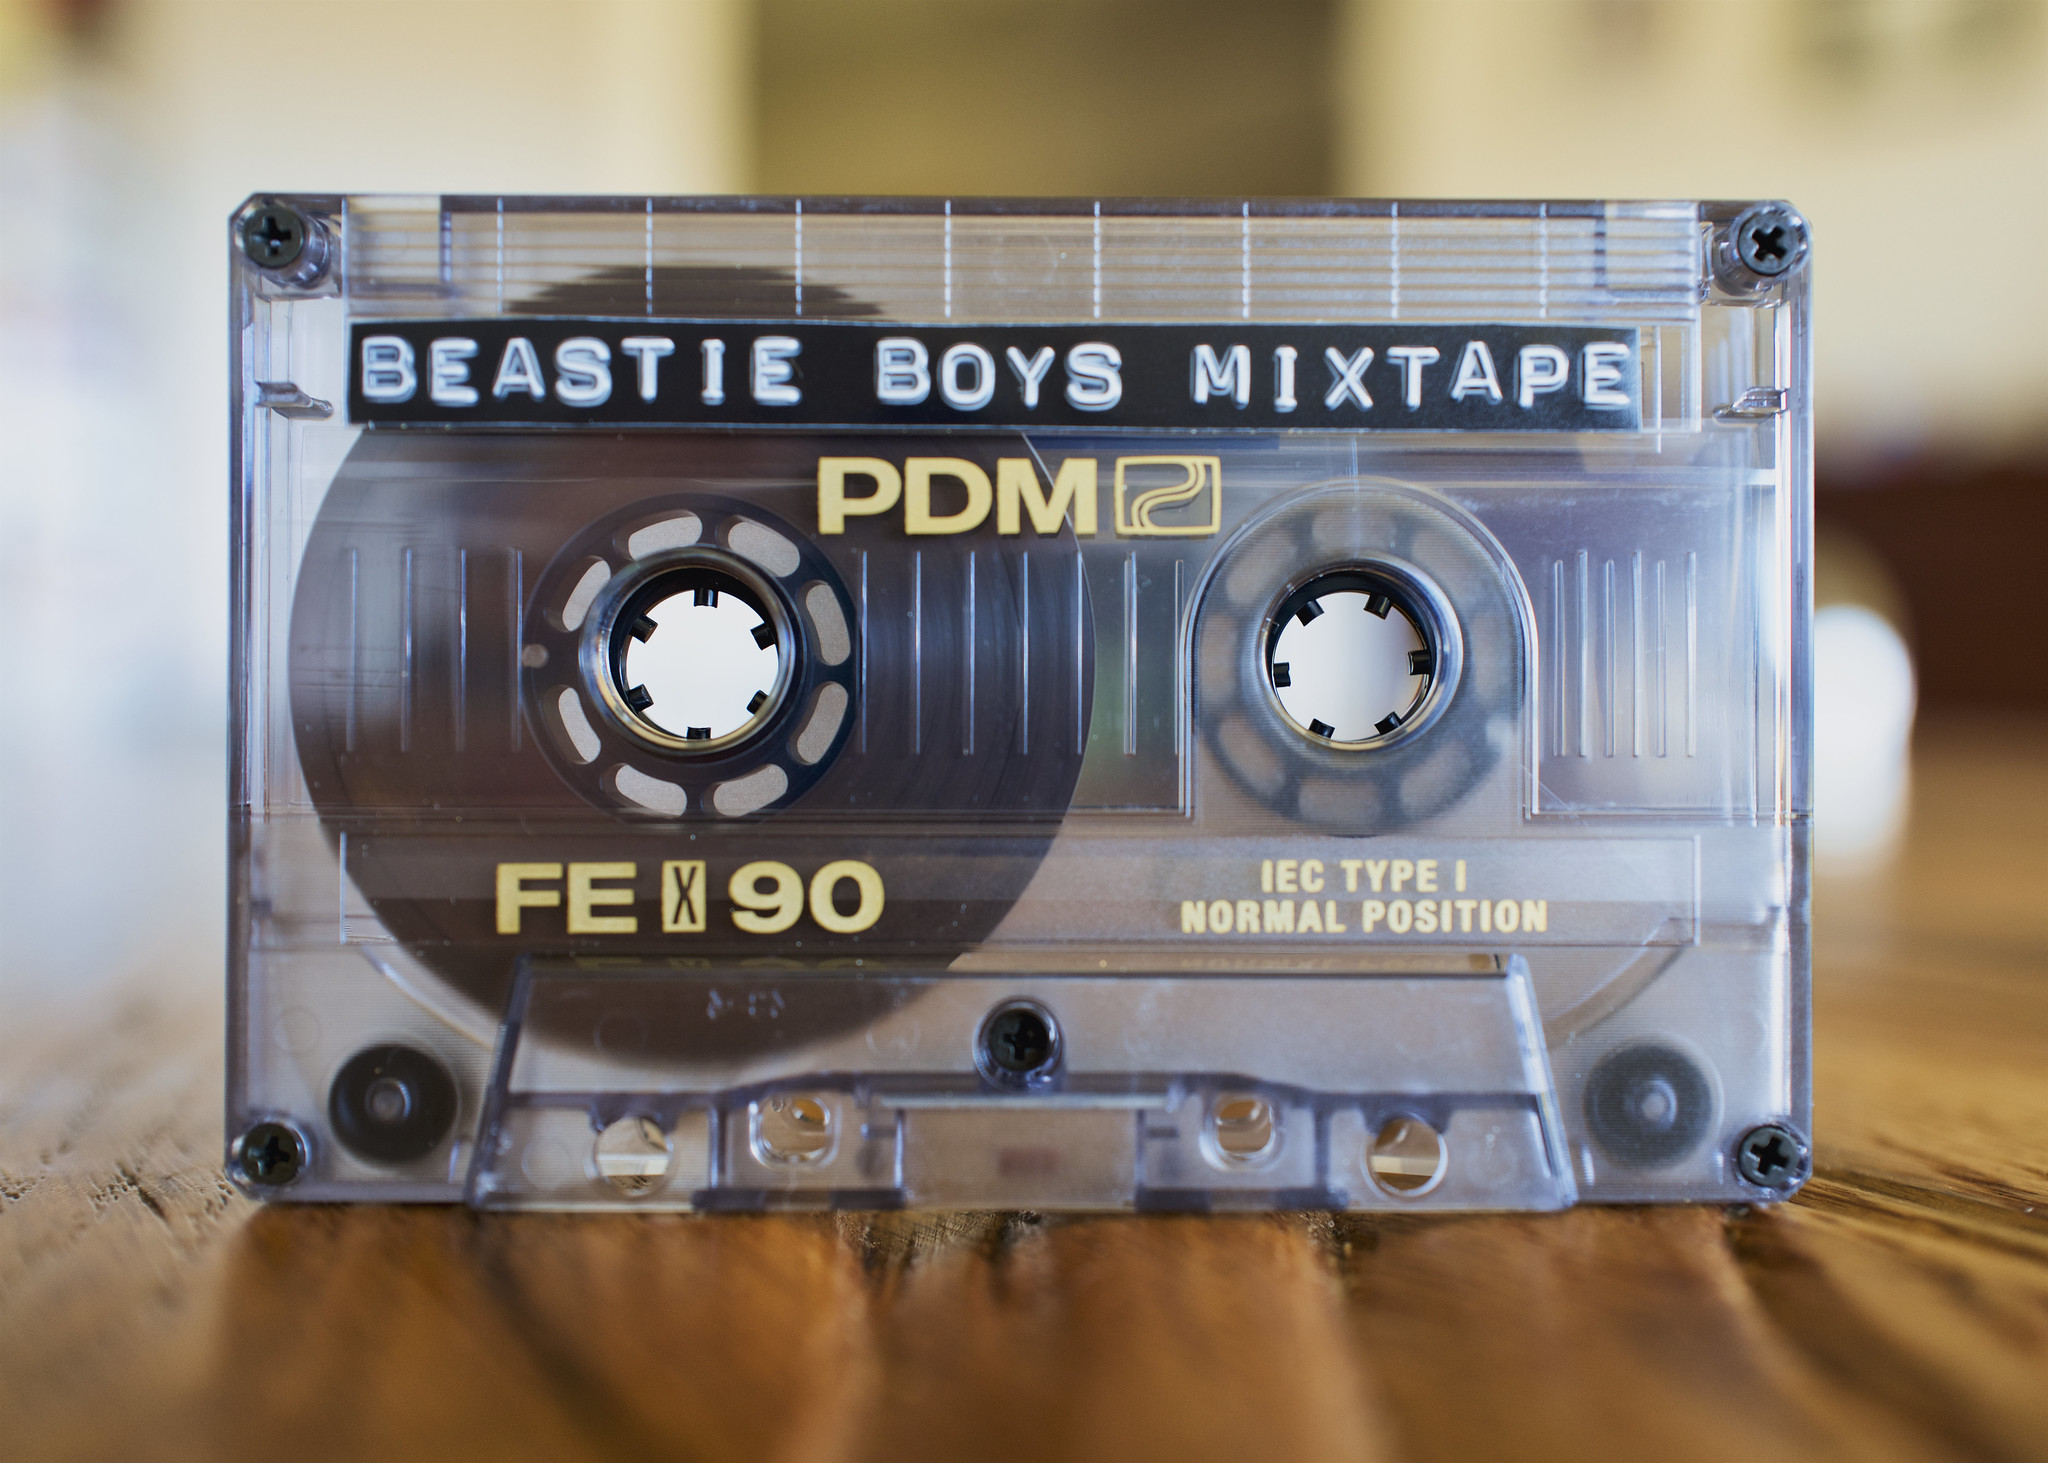 BEASTIE BOYS MIXTAPE
PDM
FE X 90
IEC TYPE I
NORMAL POSITION